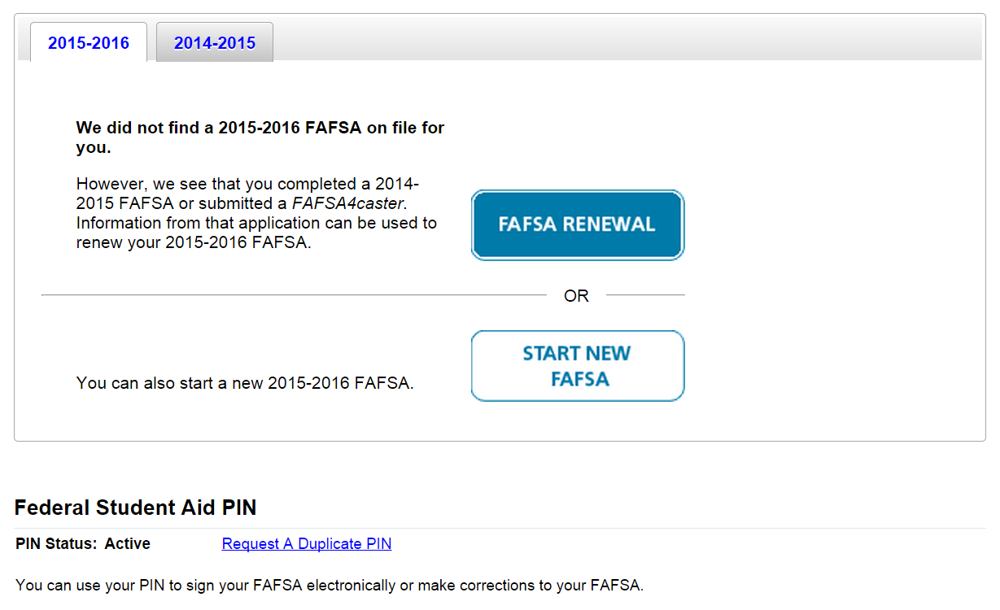 2015-2016
2014-2015
We did not find a 2015-2016 FAFSA on file for
you.
However, we see that you completed a 2014-
2015 FAFSA or submitted a FAFSA4caster.
Information from that application can be used to
renew your 2015-2016 FAFSA.
FAFSA RENEWAL
OR
You can also start a new 2015-2016 FAFSA.
START NEW
FAFSA
Federal Student Aid PIN
PIN Status: Active
Request A Duplicate PIN
You can use your PIN to sign your FAFSA electronically or make corrections to your FAFSA.